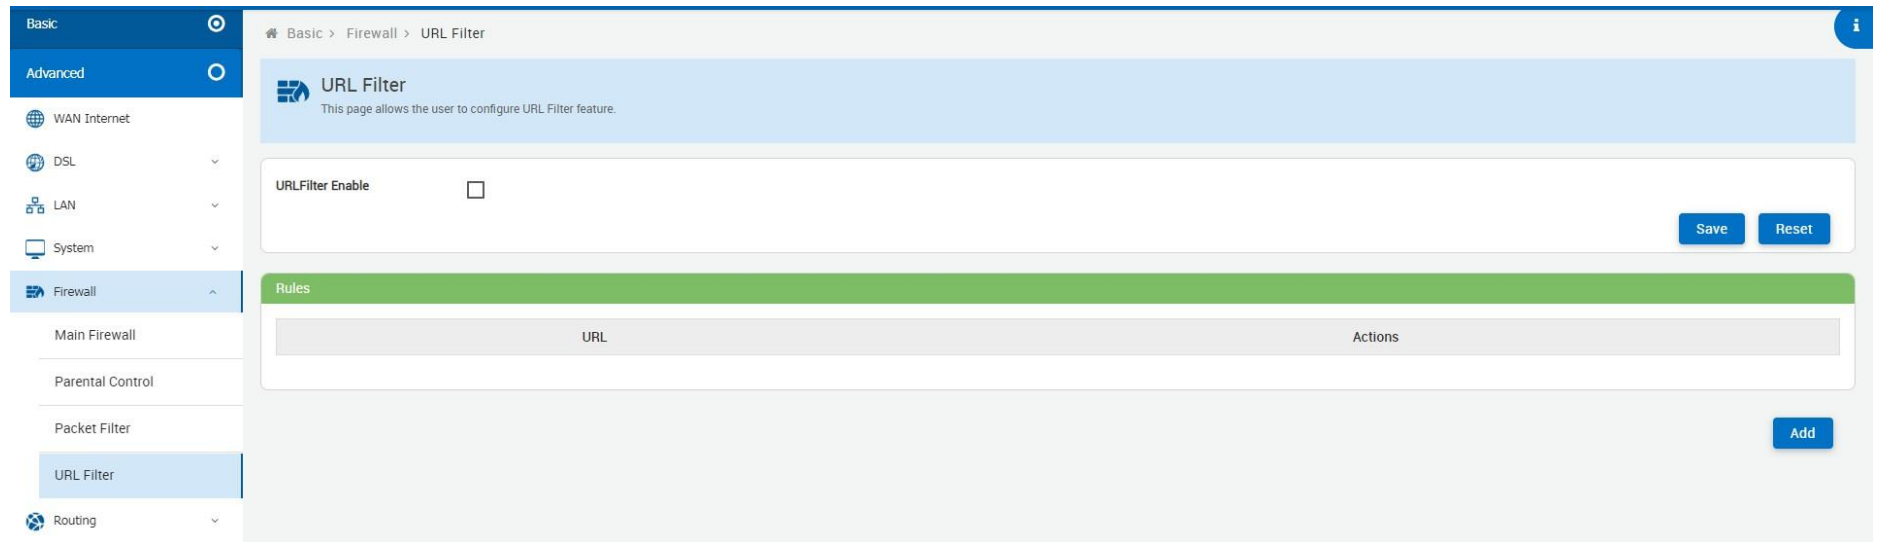 Basic
Advanced
WAN Internet
DSL
LAN
System
Firewall
Main Firewall
Parental Control
Packet Filter
URL Filter
Routing
Basic > Firewall > URL Filter
i
URL Filter
This page allows the user to configure URL Filter feature.
URLFilter Enable
Save Reset
Rules
URL Actions
Add